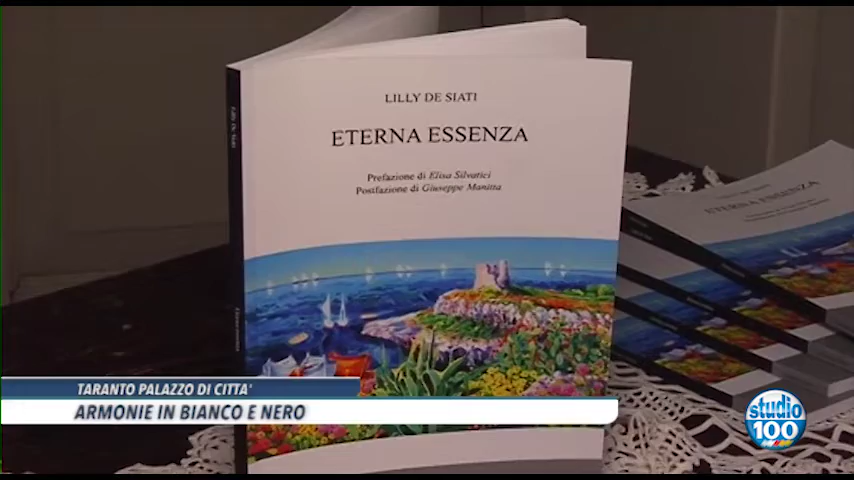 LILLY DE SIATI
ETERNA ESSENZA
Prefazione di Elisa Silvatici
Postfazione di Giuseppe Manitta
ETERNA ESSENZA
TARANTO PALAZZO DI CITTA'
ARMONIE IN BIANCO E NERO
studio
100